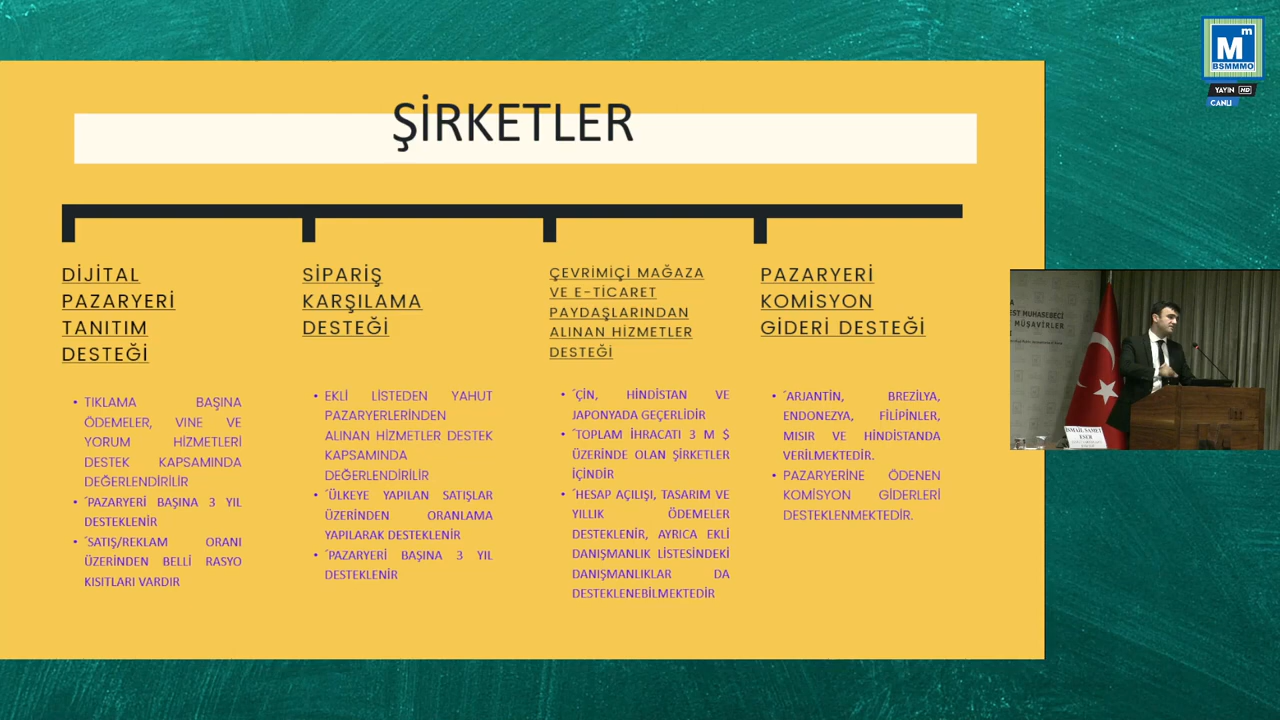 M m
BSMMMO
YAYIN HD
CANLI
ŞİRKETLER
DİJİTAL
PAZARYERİ
TANITIM
DESTEĞİ
• TIKLAMA BAŞINA
ÖDEMELER, VINE VE
YORUM HİZMETLERİ
DESTEK KAPSAMINDA
DEĞERLENDİRİLİR
• ´PAZARYERİ BAŞINA 3 YIL
DESTEKLENİR
• ´SATIŞ/REKLAM ORANI
ÜZERİNDEN BELLİ RASYO
KISITLARI VARDIR
SİPARİŞ
KARŞILAMA
DESTEĞİ
• EKLİ LİSTEDEN YAHUT
PAZARYERLERİNDEN
ALINAN HİZMETLER DESTEK
KAPSAMINDA
DEĞERLENDİRİLİR
• ´ÜLKEYE YAPILAN SATIŞLAR
ÜZERİNDEN ORANLAMA
YAPILARAK DESTEKLENİR
• ´PAZARYERİ BAŞINA 3 YIL
DESTEKLENİR
ÇEVRİMİÇİ MAĞAZA
VE E-TİCARET
PAYDAŞLARINDAN
ALINAN HİZMETLER
DESTEĞİ
• ´ÇİN, HİNDİSTAN VE
JAPONYADA GEÇERLİDİR
• ´TOPLAM İHRACATI 3 M $
ÜZERİNDE OLAN ŞİRKETLER
İÇİNDİR
• ´HESAP AÇILIŞI, TASARIM VE
YILLIK ÖDEMELER
DESTEKLENİR, AYRICA EKLİ
DANIŞMANLIK LİSTESİNDEKİ
DANIŞMANLIKLAR DA
DESTEKLENEBİLMEKTEDİR
PAZARYERİ
KOMİSYON
GİDERİ DESTEĞİ
• ´ARJANTİN, BREZİLYA,
ENDONEZYA, FİLİPİNLER,
MISIR VE HİNDİSTANDA
VERİLMEKTEDİR.
• PAZARYERİNE ÖDENEN
KOMİSYON GİDERLERİ
DESTEKLENMEKTEDİR.
EST MUHASEBECİ
MÜŞAVİRLER
İSMAİL SAMET